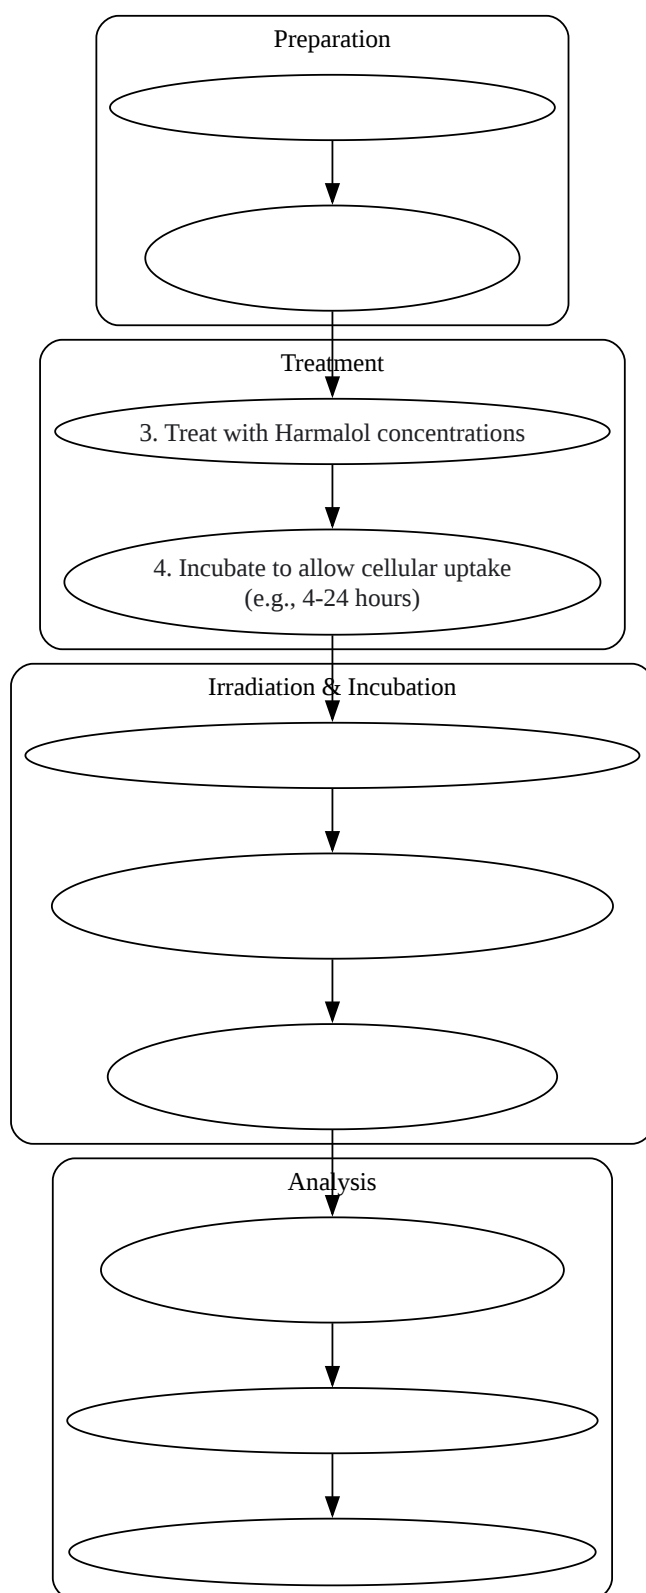 Preparation
Treatment
3. Treat with Harmalol concentrations
4. Incubate to allow cellular uptake
(e.g., 4-24 hours)
Irradiation & Incubation
Analysis